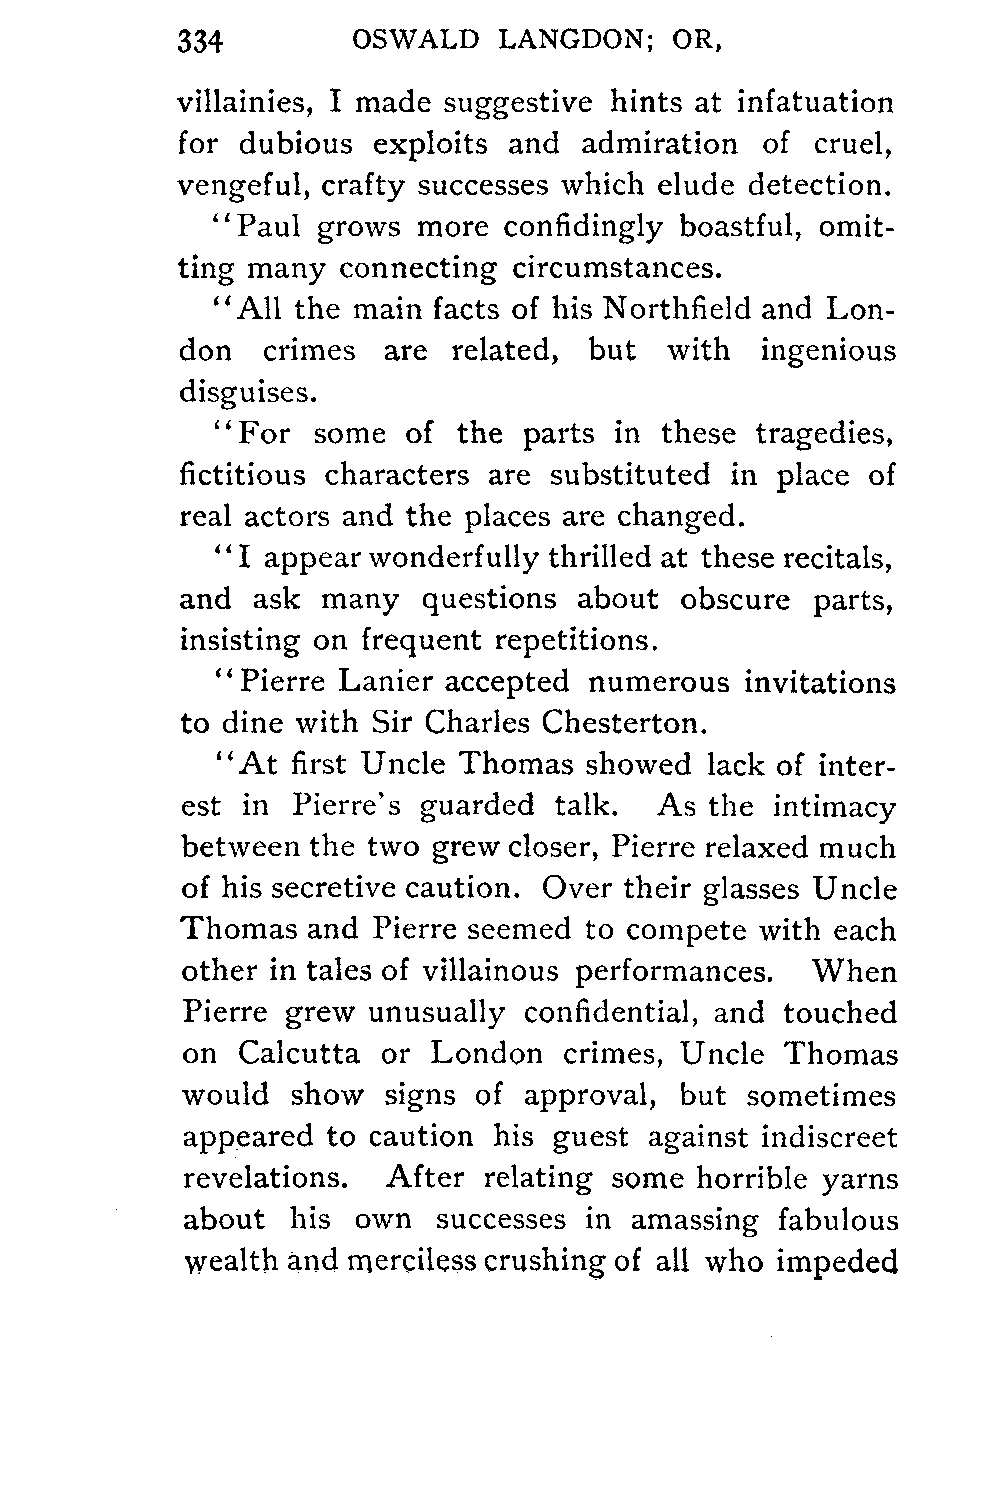 334 OSWALD LANGDON; OR,
villainies, I made suggestive hints at infatuation
for dubious exploits and admiration of cruel,
vengeful, crafty successes which elude detection.
“Paul grows more confidingly boastful, omit-
ting many connecting circumstances.
“All the main facts of his Northfield and Lon-
don crimes are related, but with ingenious
disguises.
“For some of the parts in these tragedies,
fictitious characters are substituted in place of
real actors and the places are changed.
“I appear wonderfully thrilled at these recitals,
and ask many questions about obscure parts,
insisting on frequent repetitions.
“Pierre Lanier accepted numerous invitations
to dine with Sir Charles Chesterton.
“At first Uncle Thomas showed lack of inter-
est in Pierre's guarded talk. As the intimacy
between the two grew closer, Pierre relaxed much
of his secretive caution. Over their glasses Uncle
Thomas and Pierre seemed to compete with each
other in tales of villainous performances. When
Pierre grew unusually confidential, and touched
on Calcutta or London crimes, Uncle Thomas
would show signs of approval, but sometimes
appeared to caution his guest against indiscreet
revelations. After relating some horrible yarns
about his own successes in amassing fabulous
wealth and merciless crushing of all who impeded